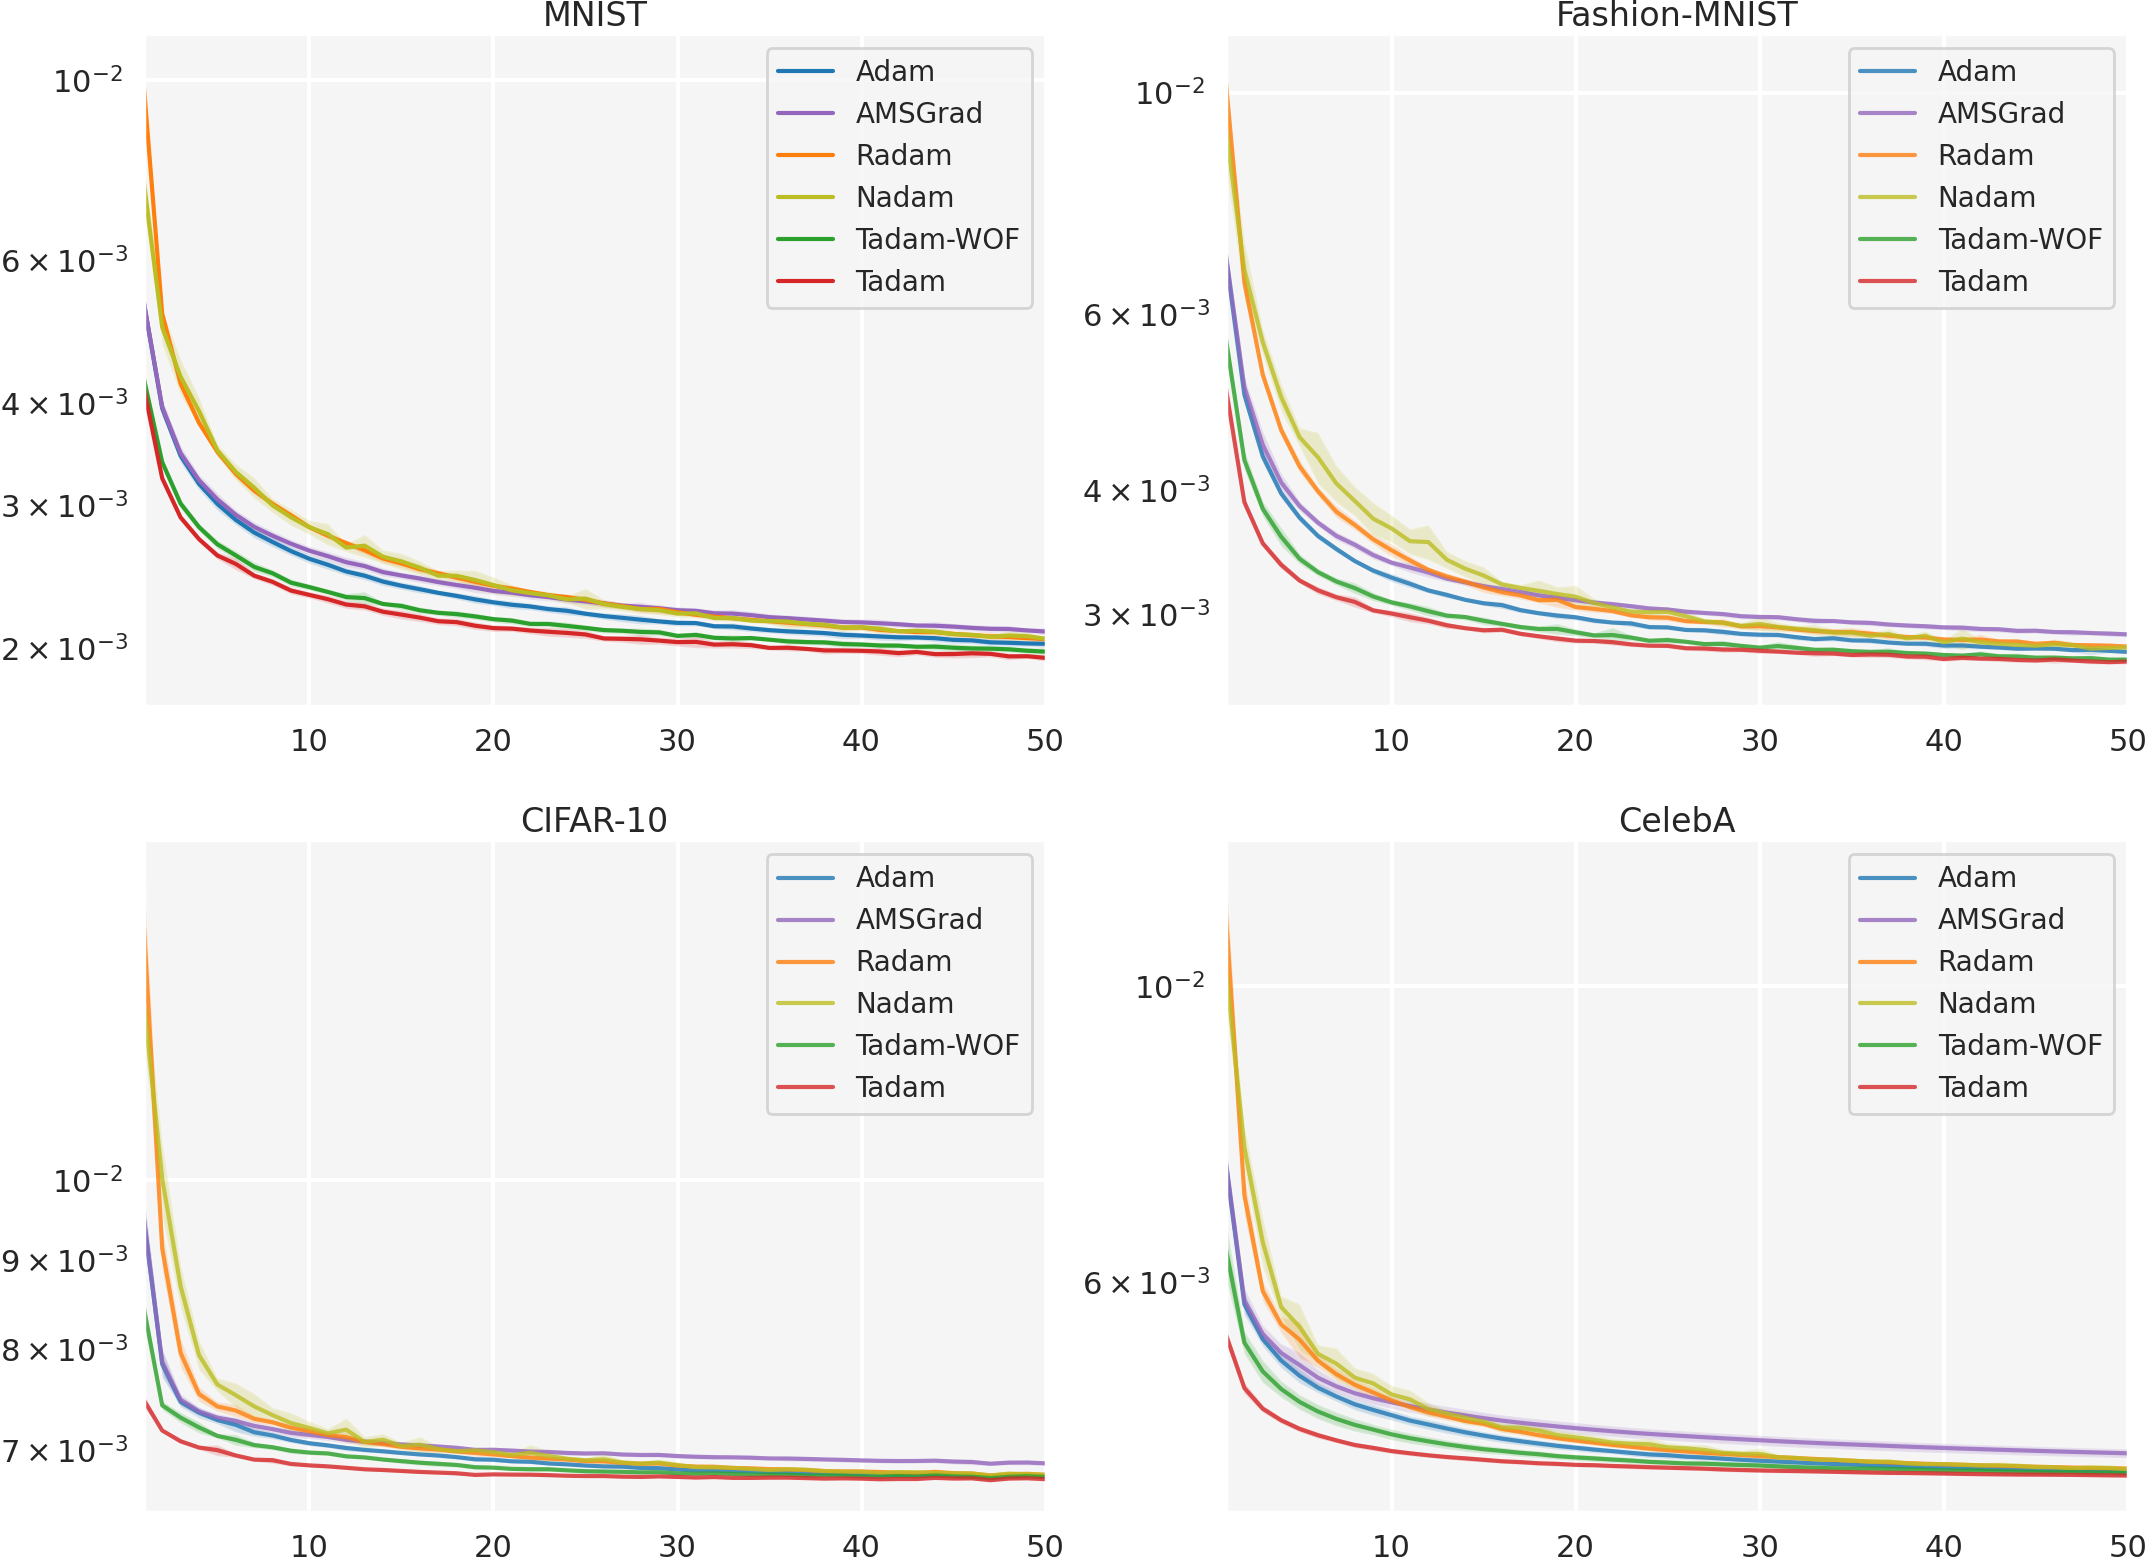 MNIST
10⁻²
6 × 10⁻³
4 × 10⁻³
3 × 10⁻³
2 × 10⁻³
Adam
AMSGrad
Radam
Nadam
Tadam-WOF
Tadam
10 20 30 40 50
Fashion-MNIST
10⁻²
6 × 10⁻³
4 × 10⁻³
3 × 10⁻³
Adam
AMSGrad
Radam
Nadam
Tadam-WOF
Tadam
10 20 30 40 50
CIFAR-10
10⁻²
9 × 10⁻³
8 × 10⁻³
7 × 10⁻³
Adam
AMSGrad
Radam
Nadam
Tadam-WOF
Tadam
10 20 30 40 50
CelebA
10⁻²
6 × 10⁻³
Adam
AMSGrad
Radam
Nadam
Tadam-WOF
Tadam
10 20 30 40 50